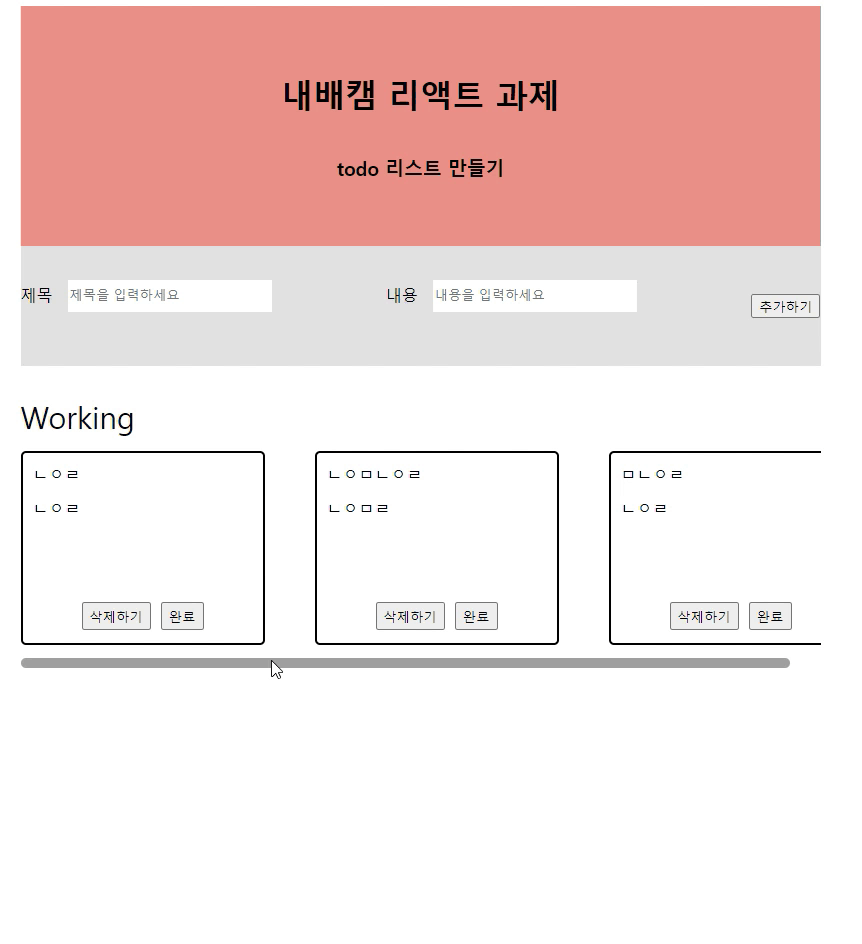 내배캠 리액트 과제
todo 리스트 만들기
제목 제목을 입력하세요 내용 내용을 입력하세요 추가하기
Working
ㄴㅇㄹ ㄴㅇㅁㄴㅇㄹ ㅁㄴㅇㄹ
ㄴㅇㄹ ㄴㅇㅁㄹ ㄴㅇㄹ
삭제하기 완료 삭제하기 완료 삭제하기 완료